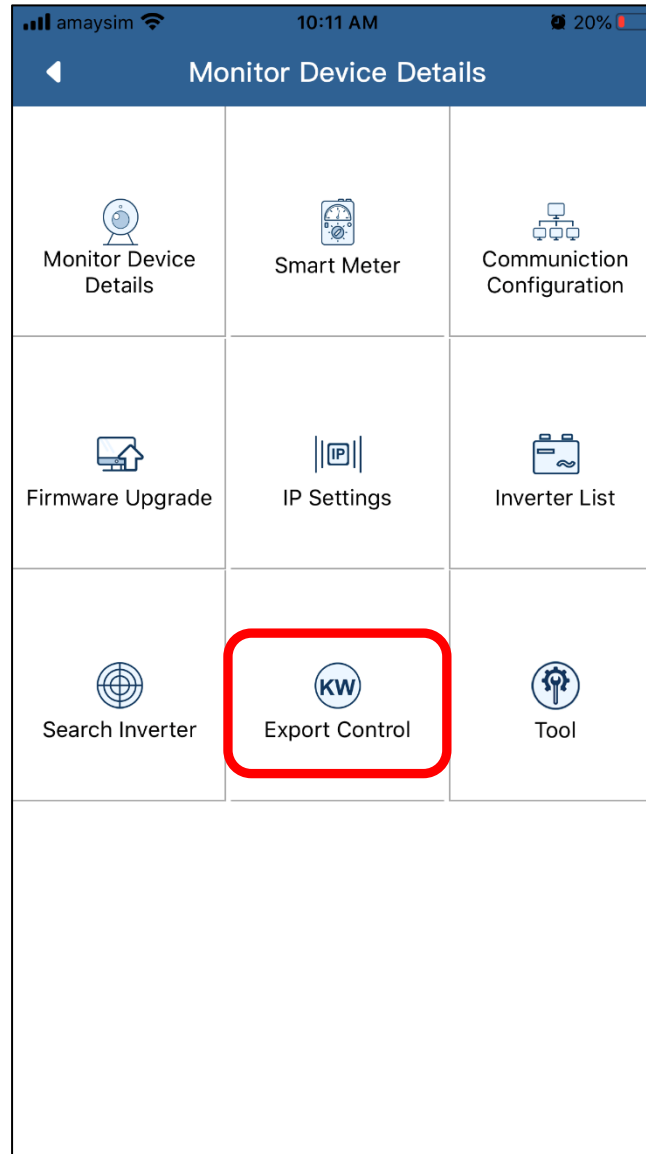 amaysim 10:11 AM 20%
Monitor Device Details
Monitor Device
Details
Smart Meter
Communiction
Configuration
Firmware Upgrade
IP
IP Settings
Inverter List
Search Inverter
KW
Export Control
Tool